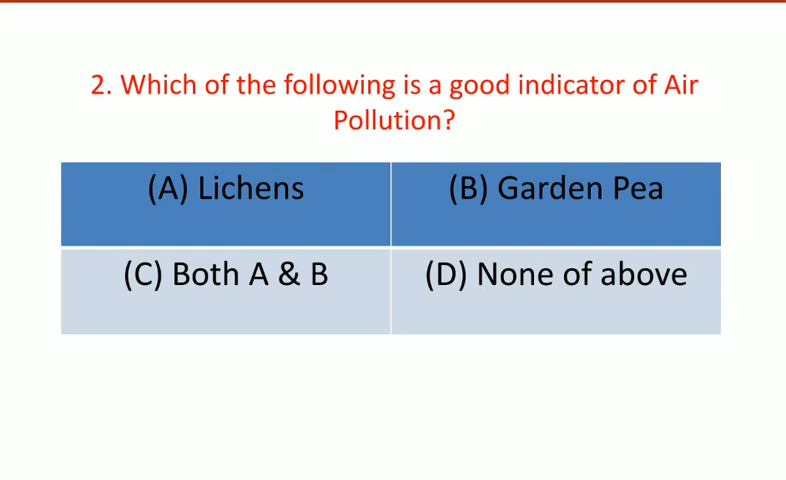 2. Which of the following is a good indicator of Air
Pollution?
(A) Lichens
(B) Garden Pea
(C) Both A & B
(D) None of above